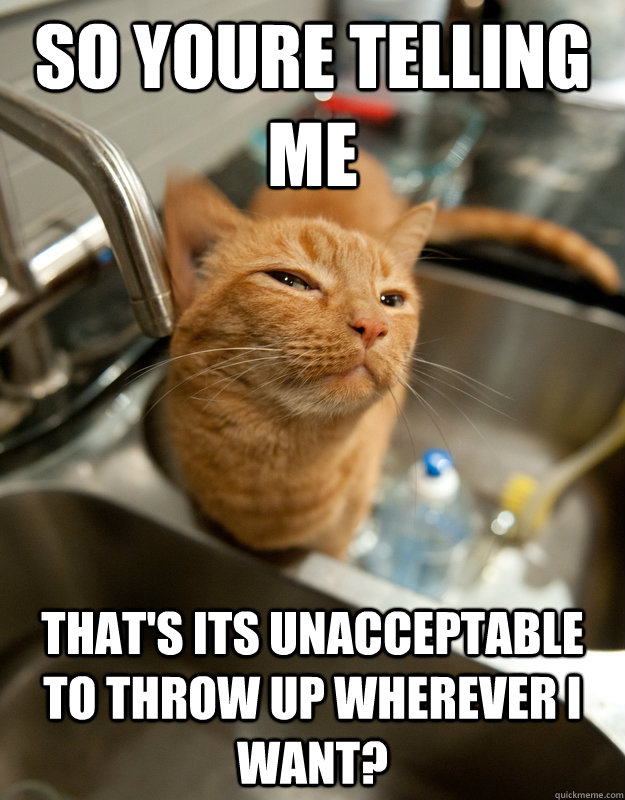 SO YOURE TELLING
ME
THAT'S ITS UNACCEPTABLE
TO THROW UP WHEREVER I
WANT?
quickmeme.com